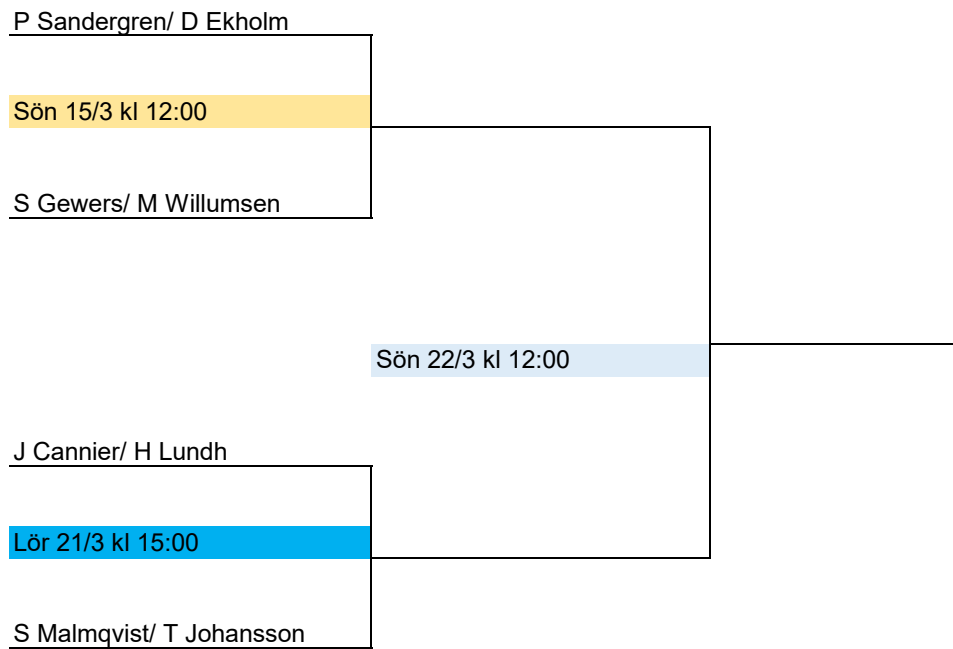 P Sandergren/ D Ekholm
Sön 15/3 kl 12:00
S Gewers/ M Willumsen
Sön 22/3 kl 12:00
J Cannier/ H Lundh
Lör 21/3 kl 15:00
S Malmqvist/ T Johansson